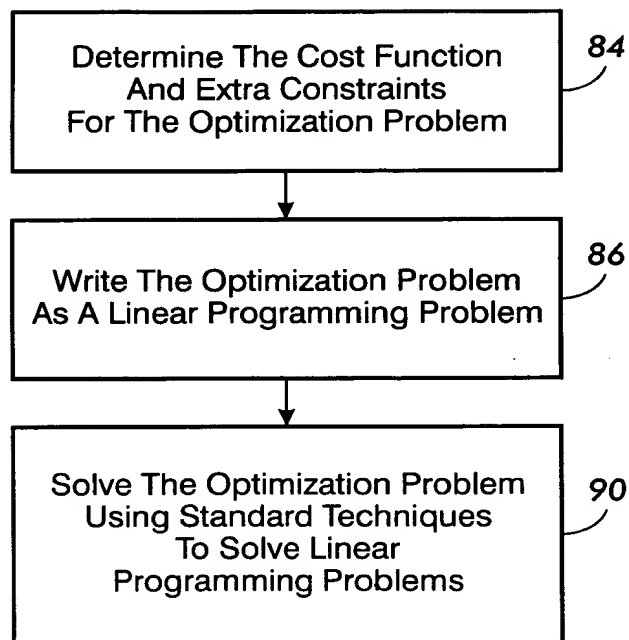 Determine The Cost Function
And Extra Constraints
For The Optimization Problem
84
Write The Optimization Problem
As A Linear Programming Problem
86
Solve The Optimization Problem
Using Standard Techniques
To Solve Linear
Programming Problems
90